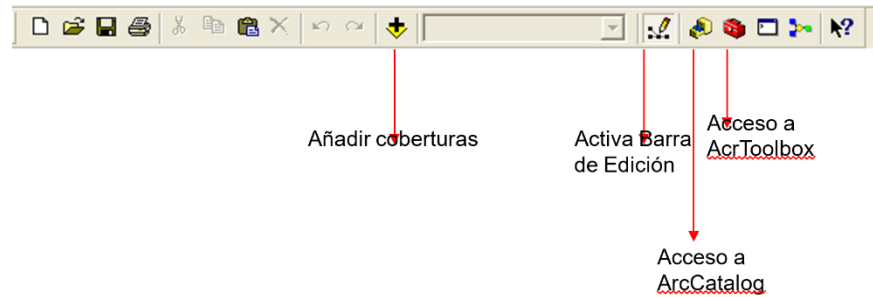 Añadir coberturas
Activa Barra
de Edición
Acceso a
AcrToolbox
Acceso a
ArcCatalog